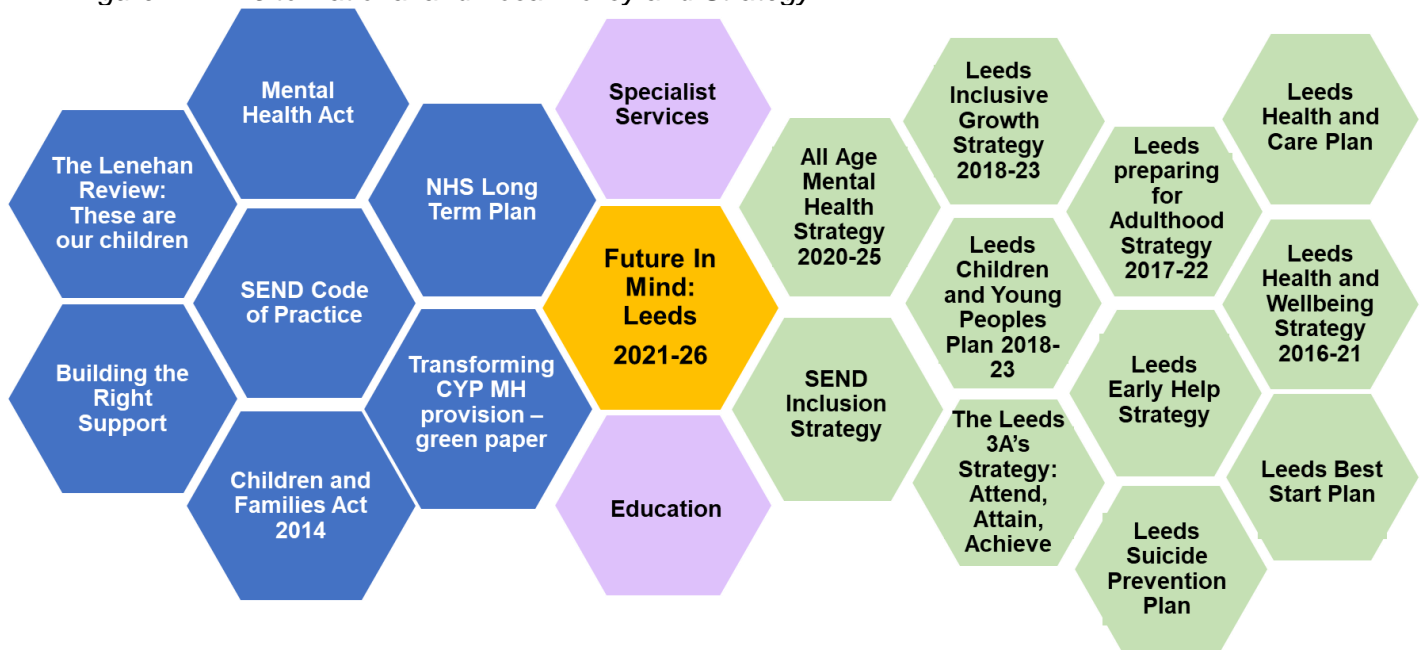 Mental
Health Act
The Lenehan
Review:
These are
our children
NHS Long
Term Plan
SEND Code
of Practice
Building the
Right
Support
Transforming
CYP MH
provision –
green paper
Children and
Families Act
2014
Specialist
Services
Future In
Mind:
Leeds
2021-26
Education
All Age
Mental
Health
Strategy
2020-25
SEND
Inclusion
Strategy
Leeds
Inclusive
Growth
Strategy
2018-23
Leeds
Children
and Young
Peoples
Plan 2018-
23
The Leeds
3A’s
Strategy:
Attend,
Attain,
Achieve
Leeds
preparing
for
Adulthood
Strategy
2017-22
Leeds
Early Help
Strategy
Leeds
Suicide
Prevention
Plan
Leeds
Health and
Care Plan
Leeds
Health and
Wellbeing
Strategy
2016-21
Leeds Best
Start Plan